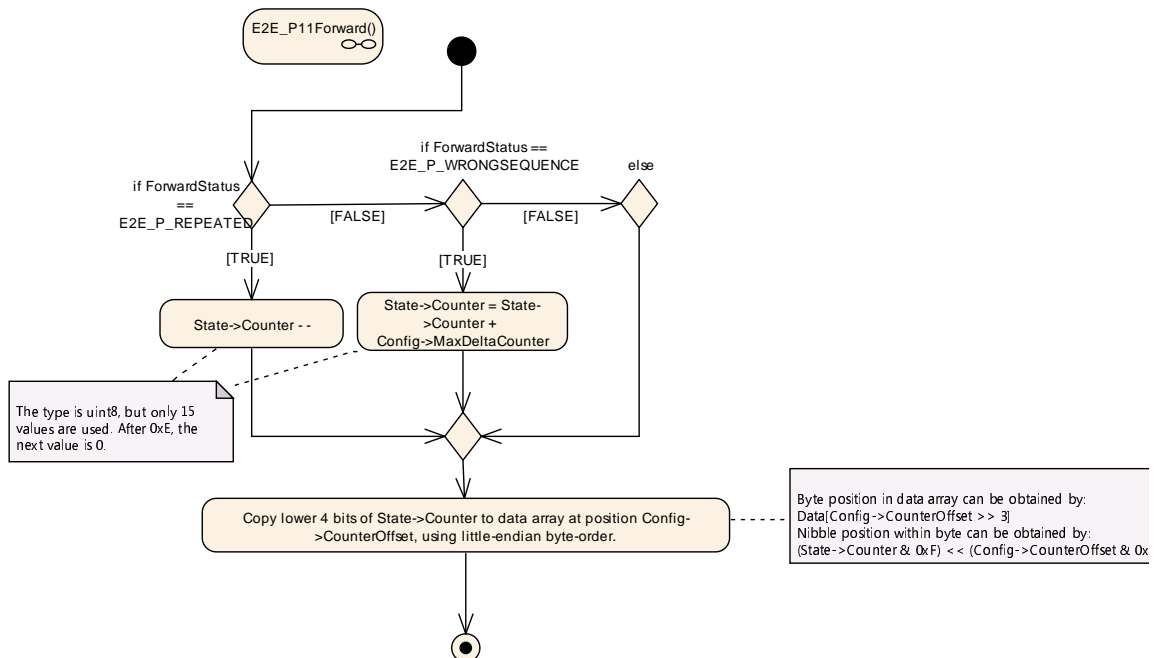 E2E_P11Forward()
if ForwardStatus ==
E2E_P_WRONGSEQUENCE
else
if ForwardStatus
==
E2E_P_REPEATED
[FALSE]
[FALSE]
[TRUE]
[TRUE]
State->Counter - -
State->Counter = State-
>Counter +
Config->MaxDeltaCounter
The type is uint8, but only 15
values are used. After 0xE, the
next value is 0.
Copy lower 4 bits of State->Counter to data array at position Config-
>CounterOffset, using little-endian byte-order.
Byte position in data array can be obtained by:
Data[Config->CounterOffset >> 3]
Nibble position within byte can be obtained by:
(State->Counter & 0xF) << (Config->CounterOffset & 0x